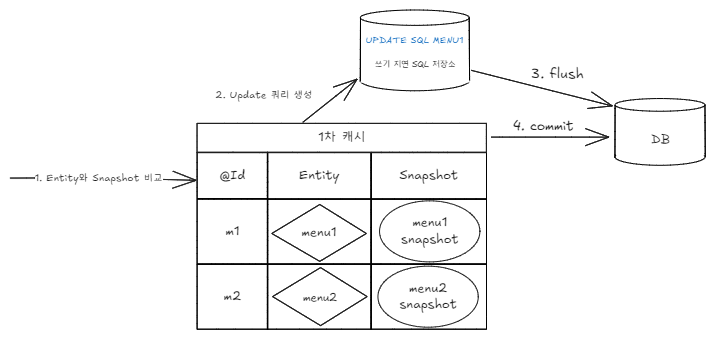 UPDATE SQL MENU1
쓰기 지연 SQL 저장소
3. flush
2. Update 쿼리 생성
1차 캐시
4. commit
DB
1. Entity와 Snapshot 비교
@Id
Entity
Snapshot
m1
menu1
menu1
snapshot
m2
menu2
menu2
snapshot